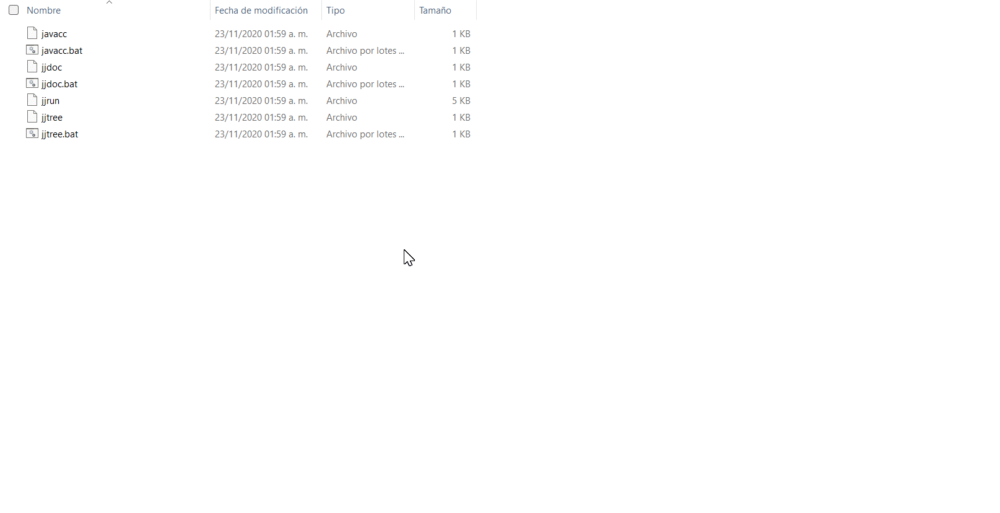 Nombre Fecha de modificación Tipo Tamaño
javacc 23/11/2020 01:59 a. m. Archivo 1 KB
javacc.bat 23/11/2020 01:59 a. m. Archivo por lotes ... 1 KB
jjdoc 23/11/2020 01:59 a. m. Archivo 1 KB
jjdoc.bat 23/11/2020 01:59 a. m. Archivo por lotes ... 1 KB
jjrun 23/11/2020 01:59 a. m. Archivo 5 KB
jjtree 23/11/2020 01:59 a. m. Archivo 1 KB
jjtree.bat 23/11/2020 01:59 a. m. Archivo por lotes ... 1 KB